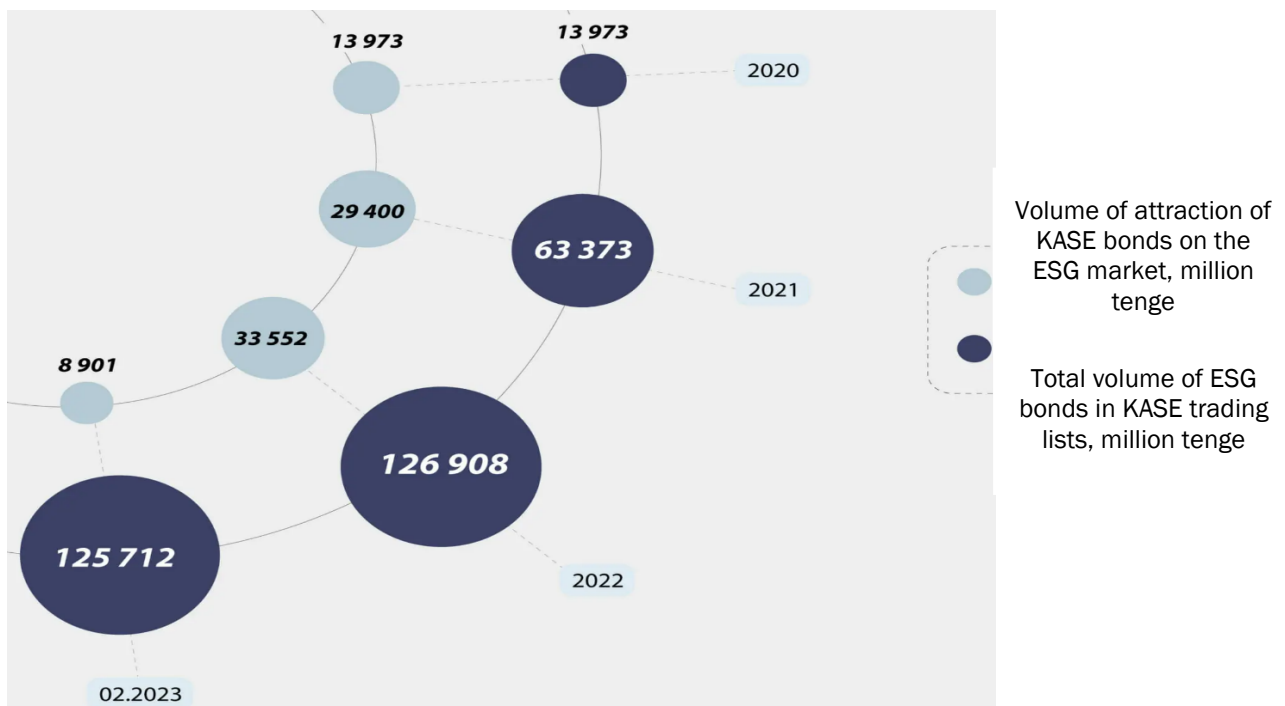 13 973
13 973
2020
29 400
63 373
2021
33 552
8 901
126 908
125 712
2022
02.2023
Volume of attraction of
KASE bonds on the
ESG market, million
tenge
Total volume of ESG
bonds in KASE trading
lists, million tenge